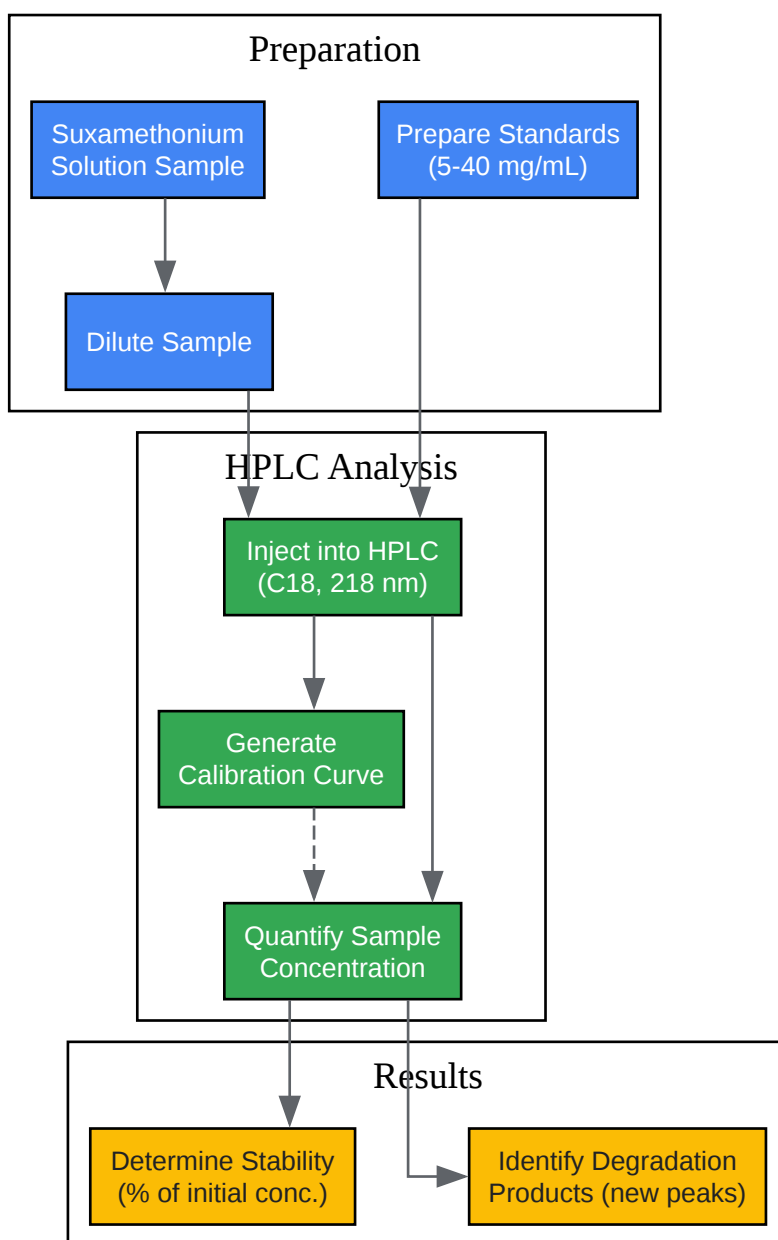 Preparation
Suxamethonium
Solution Sample
Prepare Standards
(5-40 mg/mL)
Dilute Sample
HPLC Analysis
Inject into HPLC
(C18, 218 nm)
Generate
Calibration Curve
Quantify Sample
Concentration
Results
Determine Stability
(% of initial conc.)
Identify Degradation
Products (new peaks)